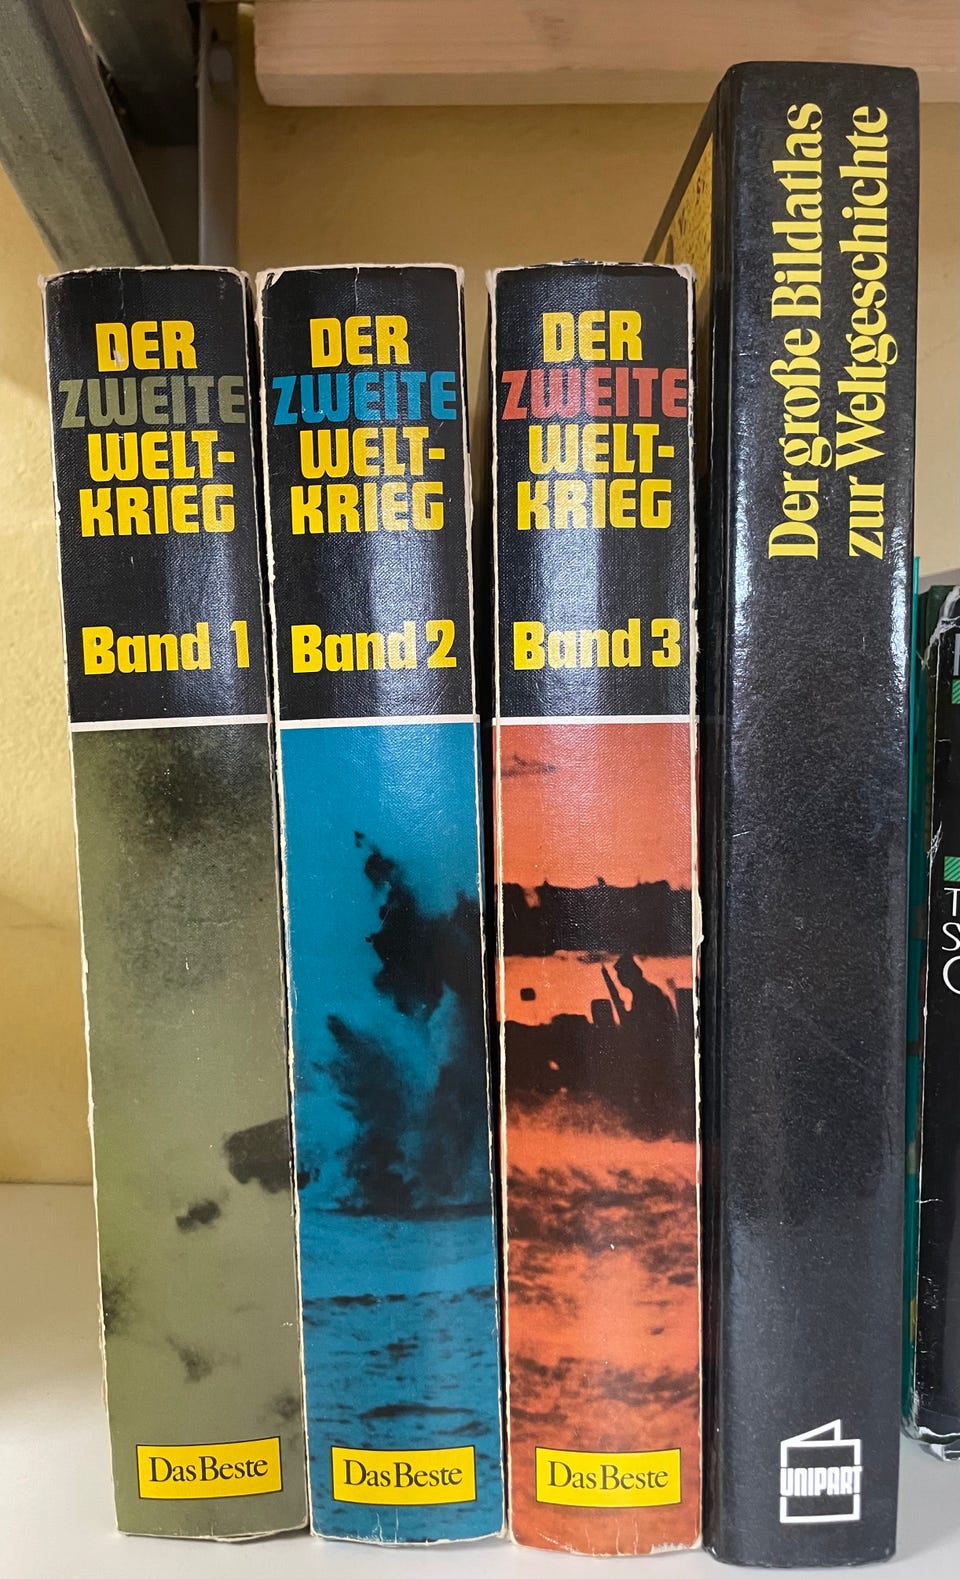 DER
ZWEITE
WELT-
KRIEG
Band 1
Das Beste
DER
ZWEITE
WELT-
KRIEG
Band 2
Das Beste
DER
ZWEITE
WELT-
KRIEG
Band 3
Das Beste
Der große Bildatlas
zur Weltgeschichte
UNIPART